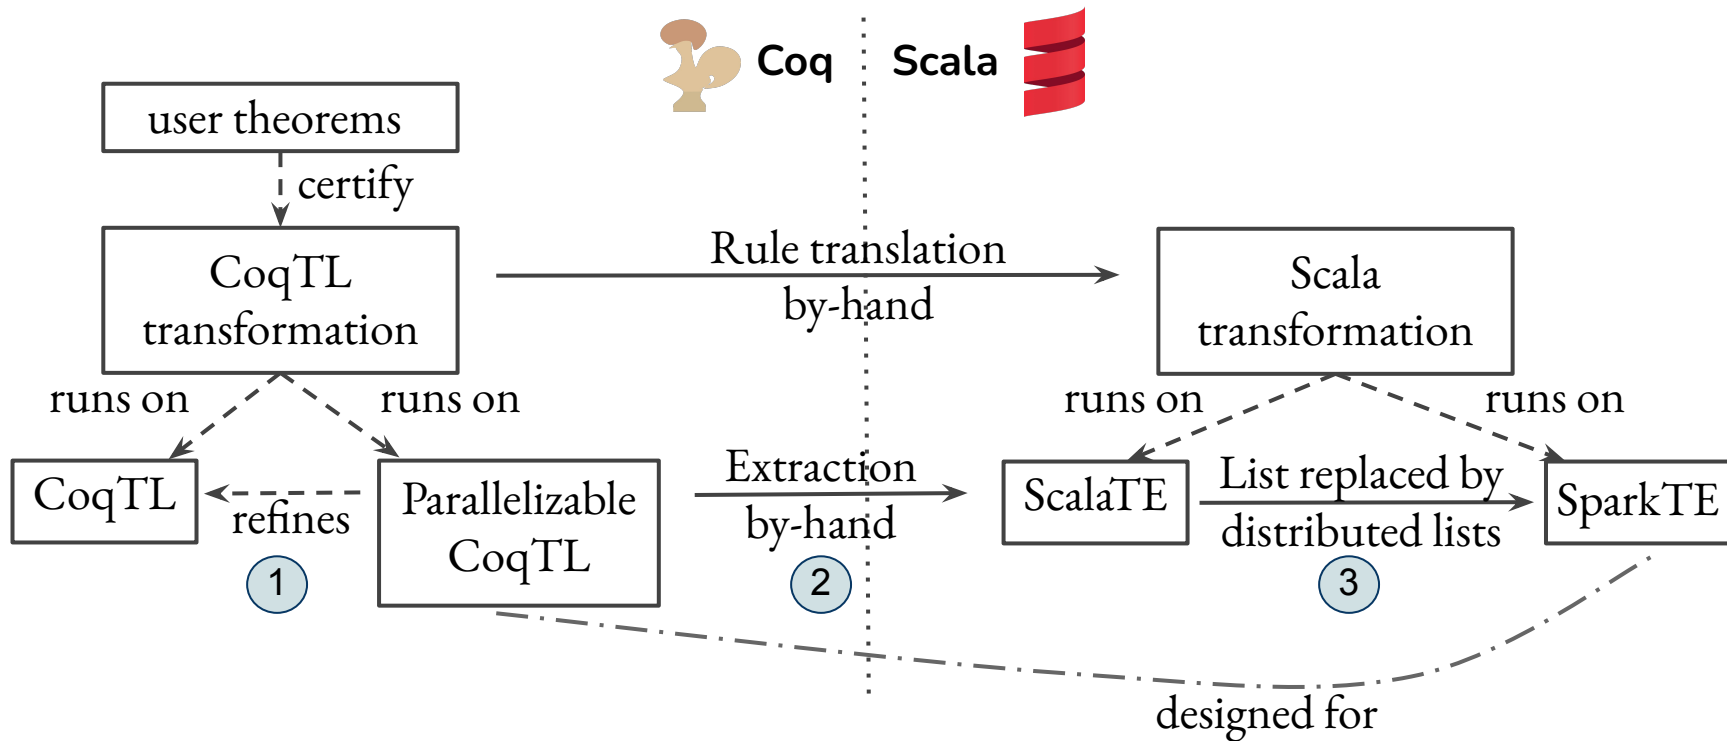 Coq
Scala
user theorems
certify
CoqTL
transformation
Rule translation
by-hand
Scala
transformation
runs on
runs on
runs on
runs on
CoqTL
refines
1
Parallelizable
CoqTL
Extraction
by-hand
2
ScalaTE
List replaced by
distributed lists
3
SparkTE
designed for